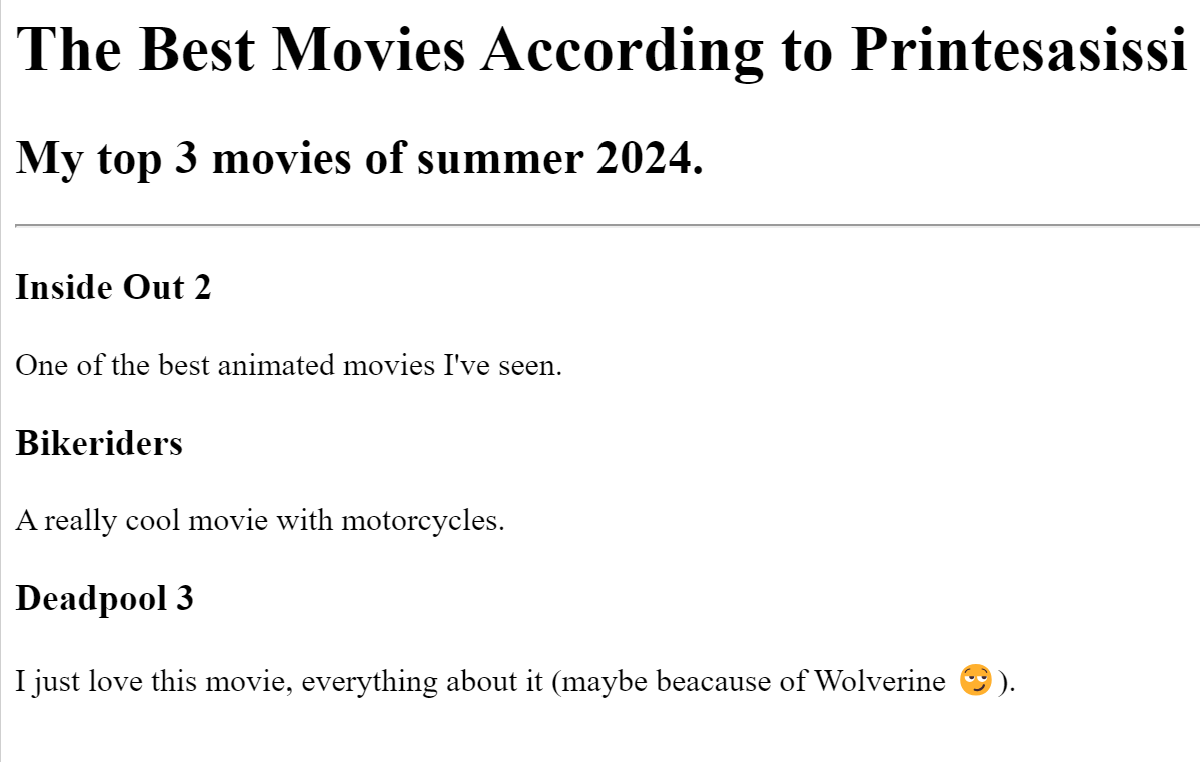 The Best Movies According to Printesasissi
My top 3 movies of summer 2024.
Inside Out 2
One of the best animated movies I've seen.
Bikeriders
A really cool movie with motorcycles.
Deadpool 3
I just love this movie, everything about it (maybe beacause of Wolverine 😏).